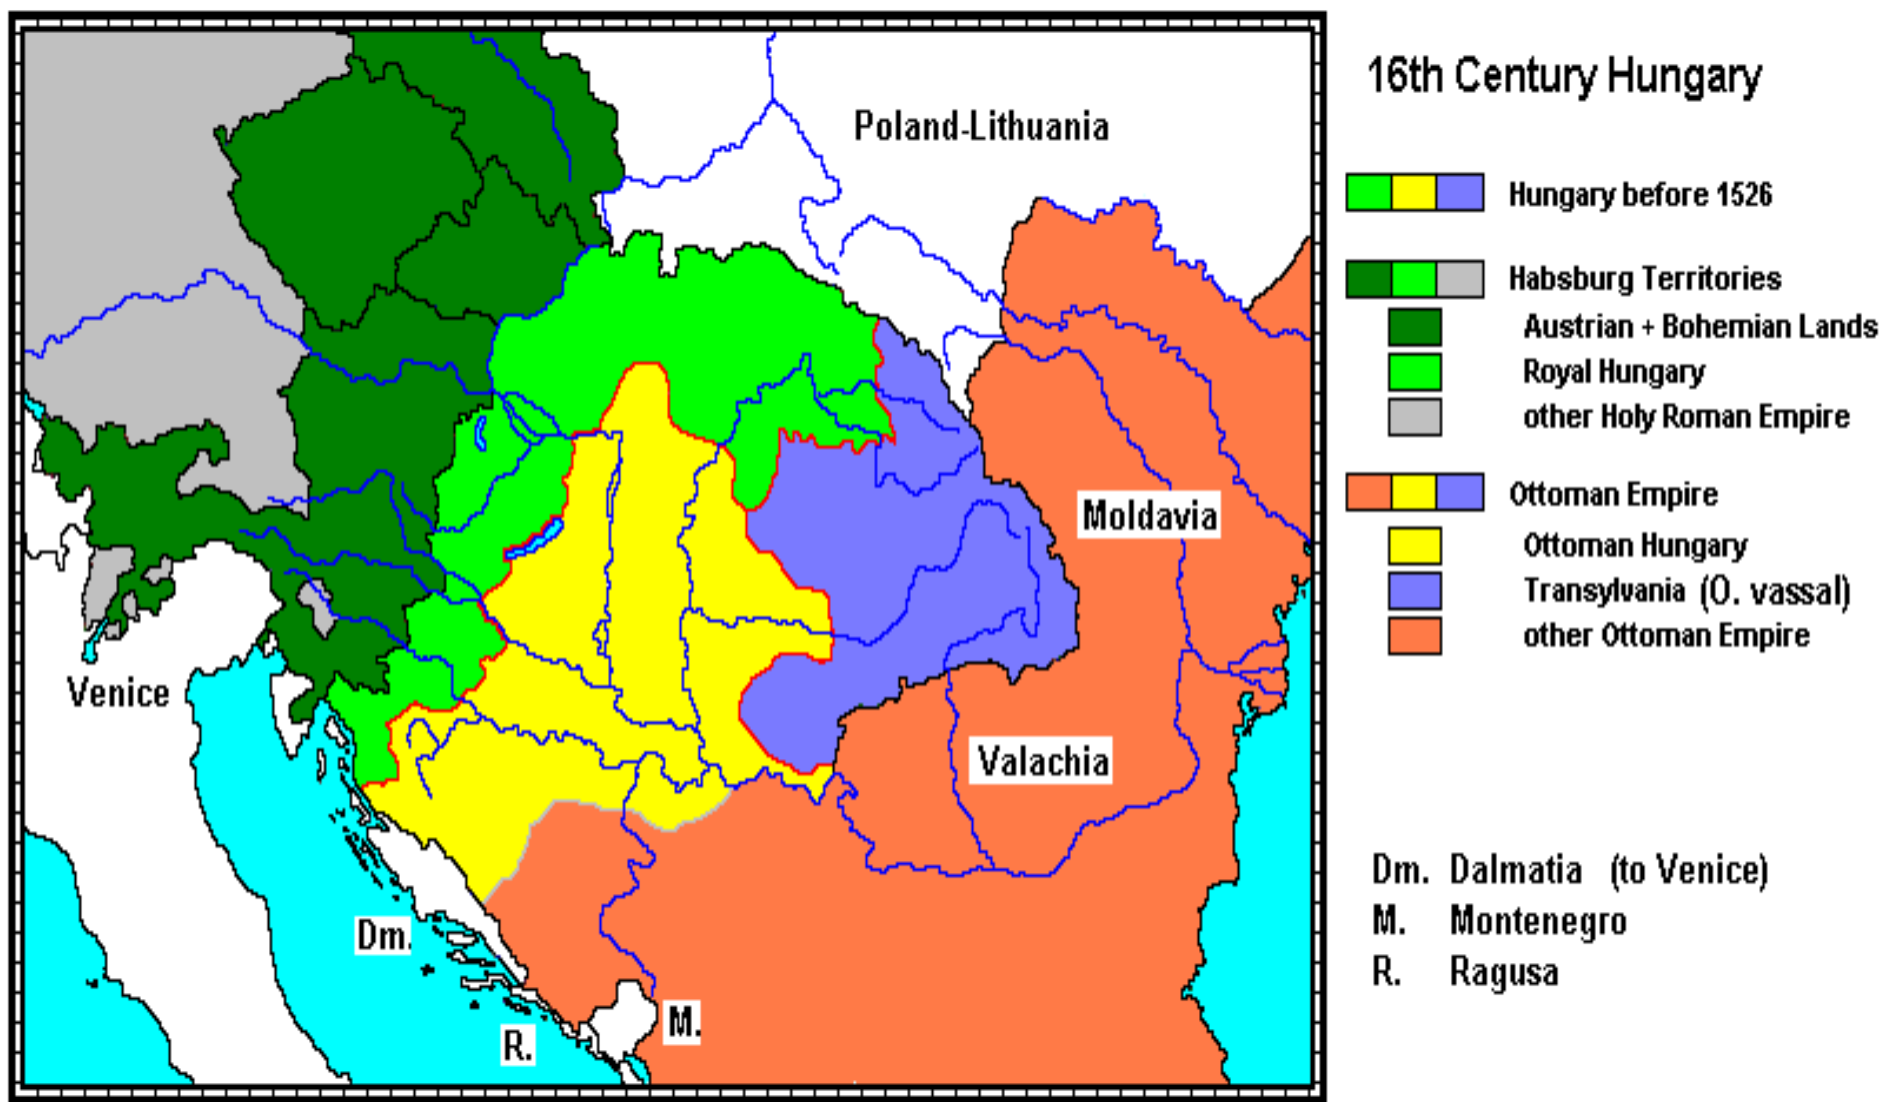 16th Century Hungary
Poland-Lithuania
Hungary before 1526
Habsburg Territories
Austrian + Bohemian Lands
Royal Hungary
other Holy Roman Empire
Ottoman Empire
Ottoman Hungary
Transylvania (O. vassal)
other Ottoman Empire
Moldavia
Venice
Valachia
Dm.
R.
M.
Dm. Dalmatia (to Venice)
M. Montenegro
R. Ragusa